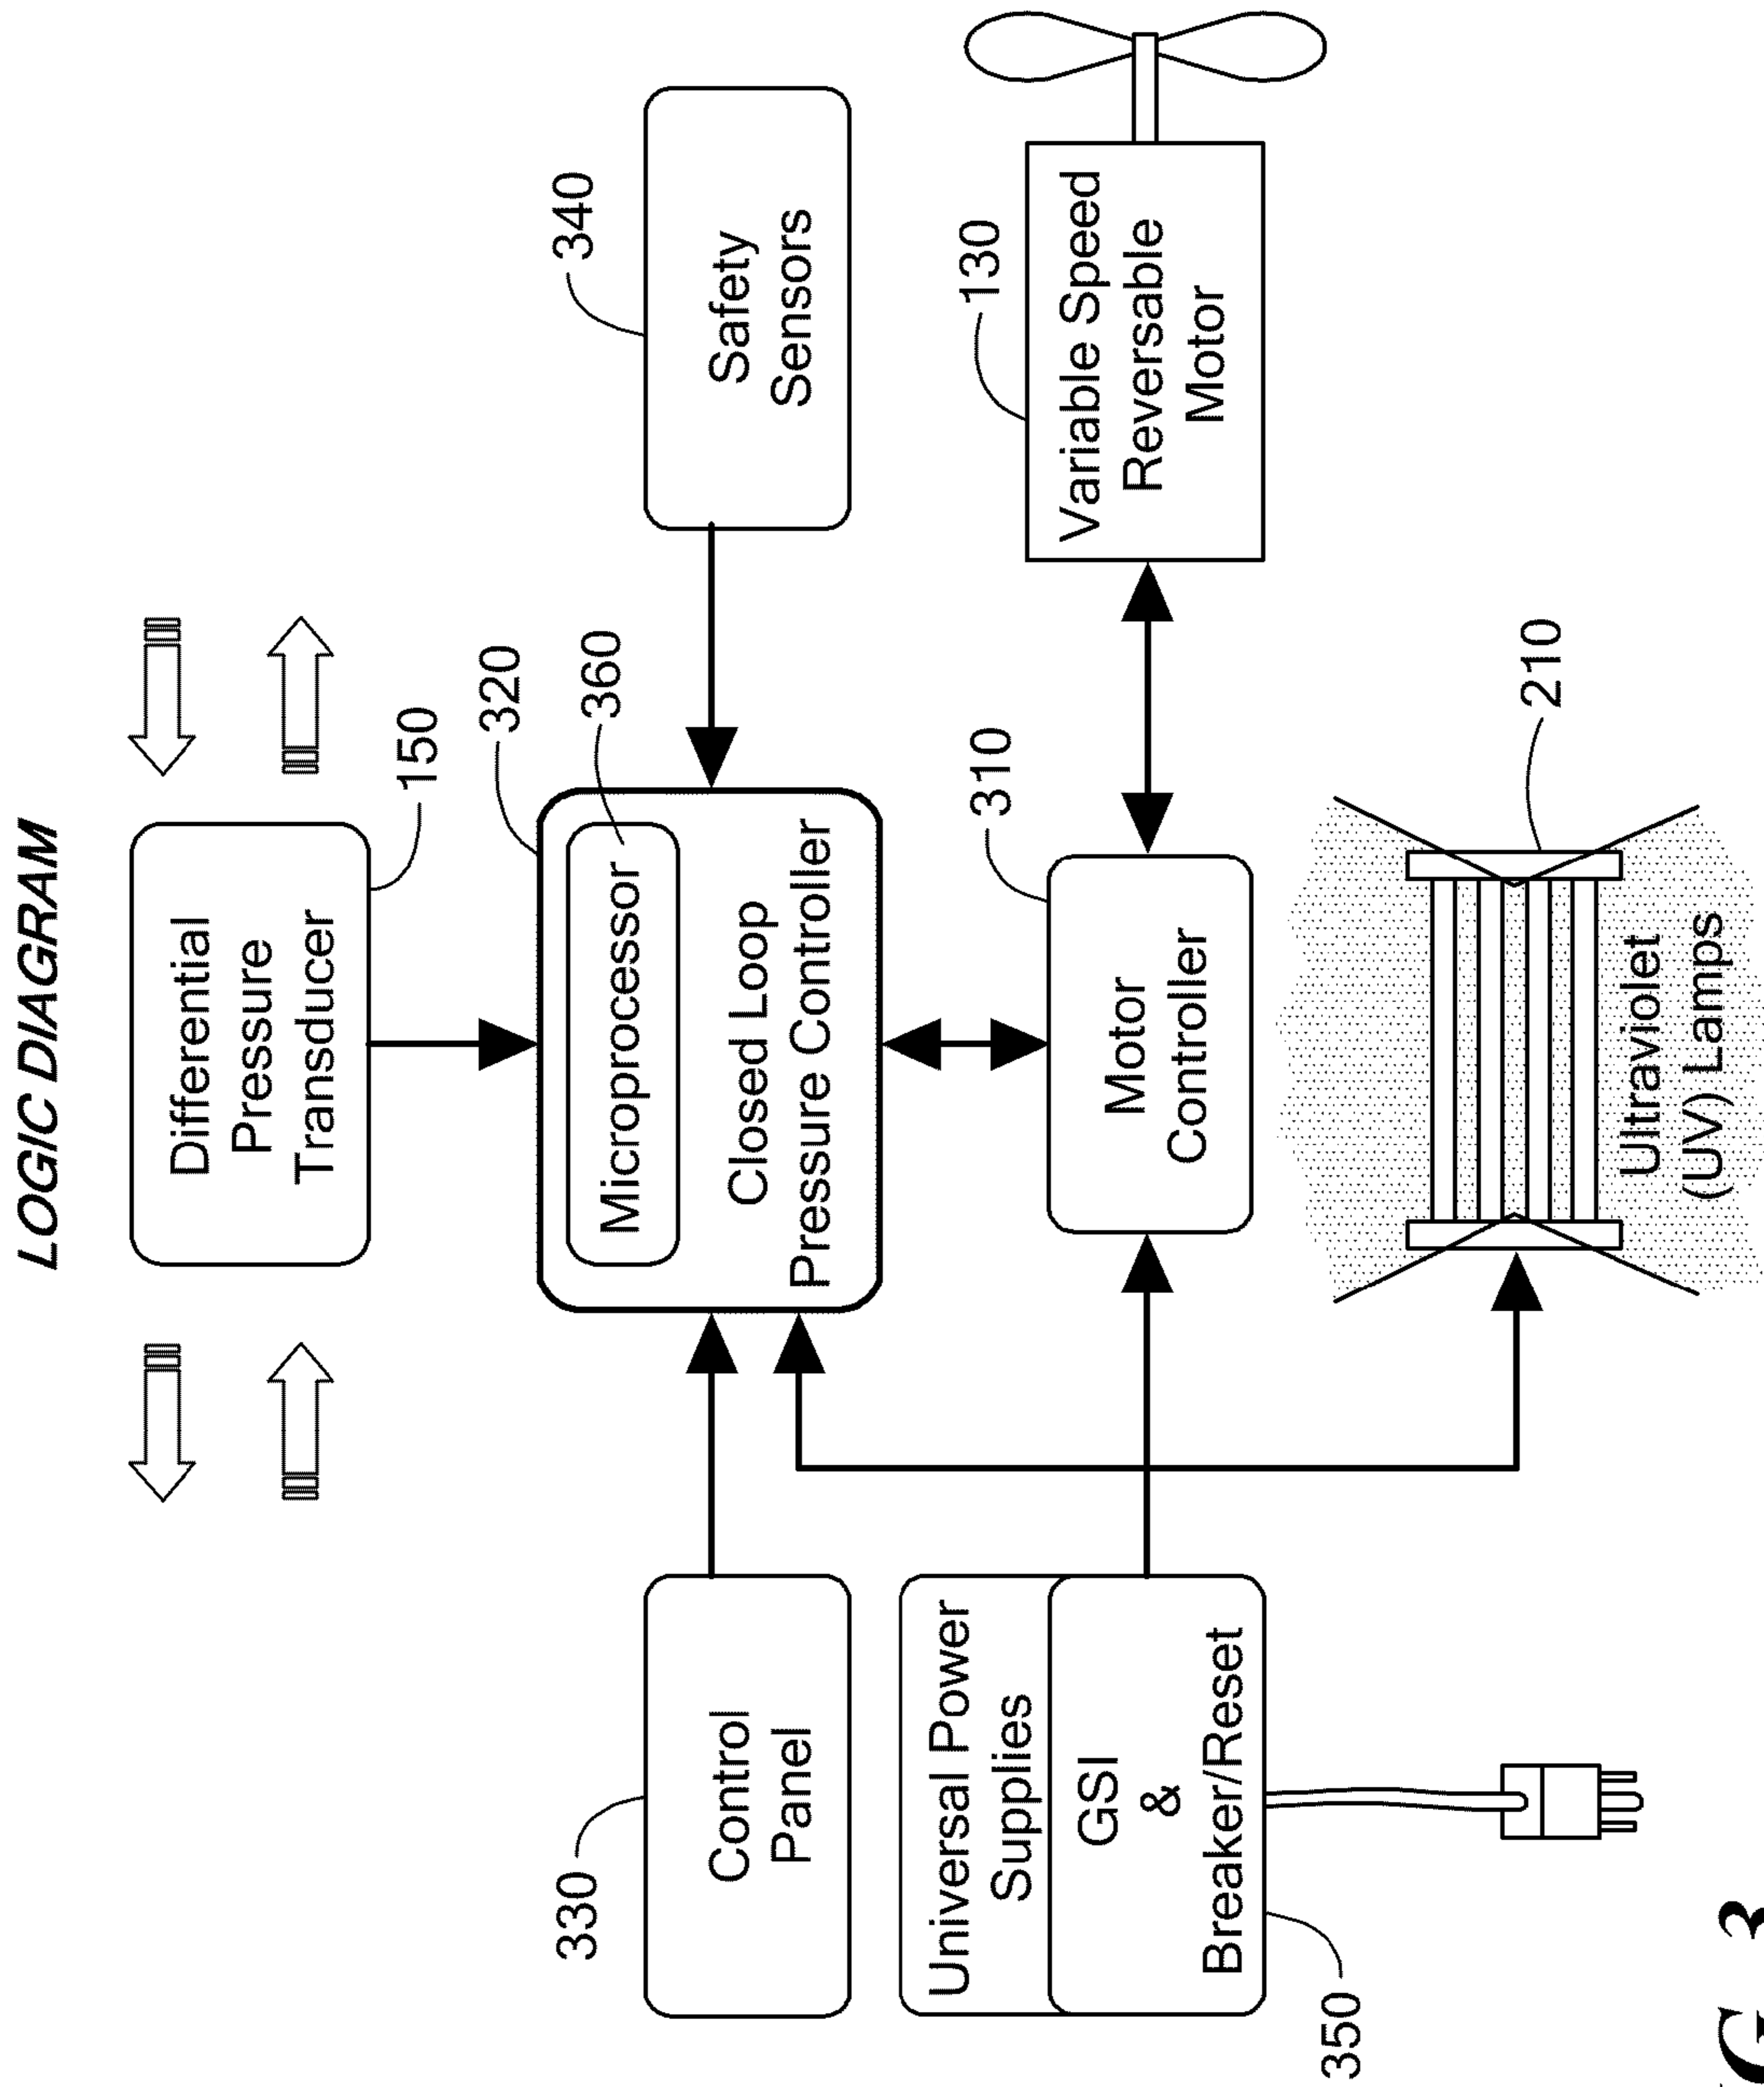 LOGIC DIAGRAM
Differential
Pressure
Transducer
150
320
Microprocessor
360
Closed Loop
Pressure Controller
330
Control
Panel
340
Safety
Sensors
Universal Power
Supplies
GSI
&
Breaker/Reset
350
310
Motor
Controller
130
Variable Speed
Reversable
Motor
210
Ultraviolet
(UV) Lamps
G 3